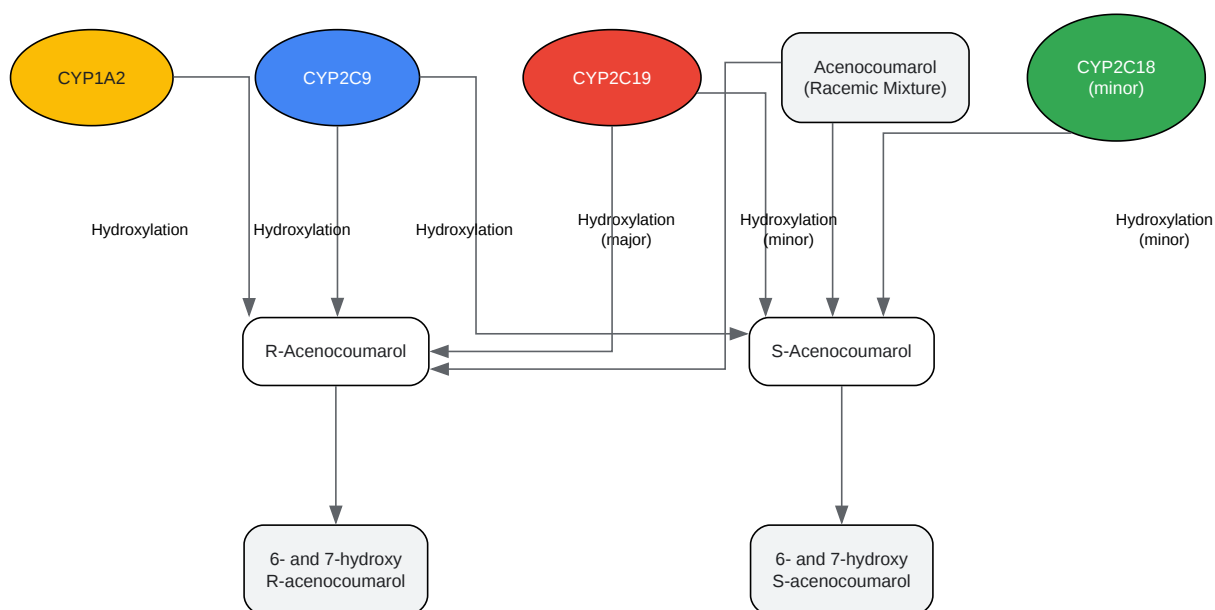 CYP1A2
CYP2C9
CYP2C19
Acenocoumarol
(Racemic Mixture)
CYP2C18
(minor)
Hydroxylation
Hydroxylation
Hydroxylation
Hydroxylation
(major)
Hydroxylation
(minor)
Hydroxylation
(minor)
R-Acenocoumarol
S-Acenocoumarol
6- and 7-hydroxy
R-acenocoumarol
6- and 7-hydroxy
S-acenocoumarol